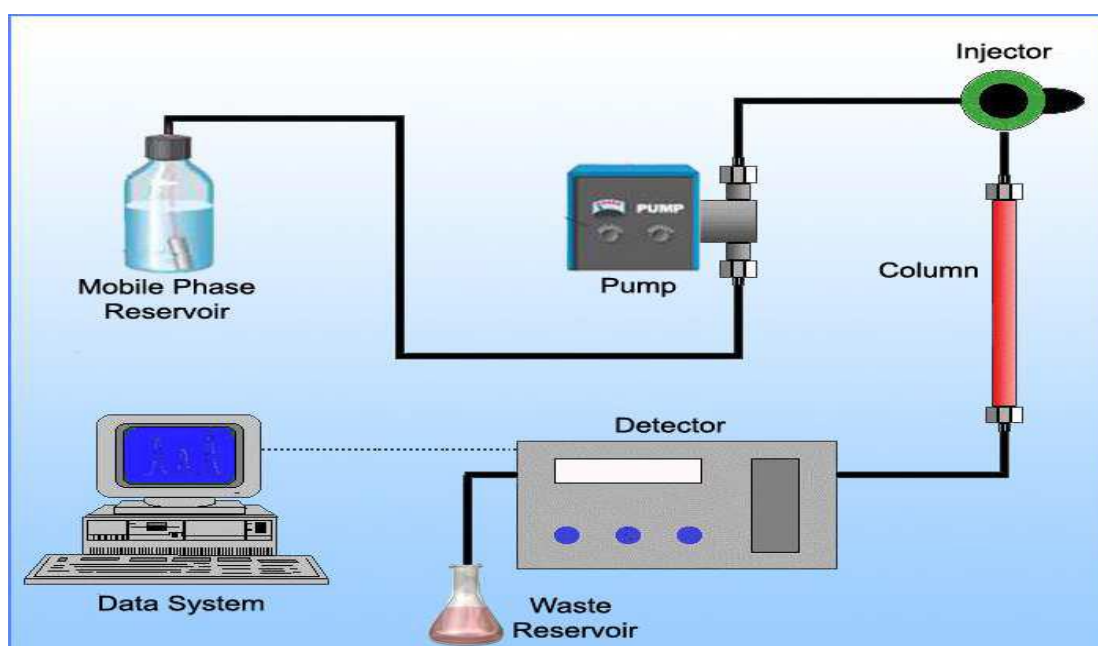 Injector
PUMP
Pump
Column
Mobile Phase
Reservoir
Detector
Data System
Waste
Reservoir